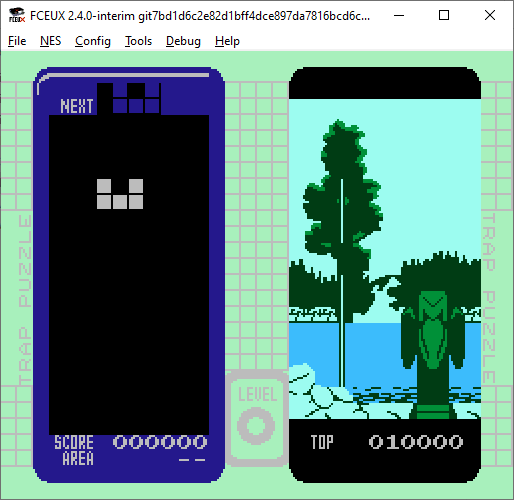 FCEUX 2.4.0-interim git7bd1d6c2e82d1bff4dce897da7816bcd6c...
File NES Config Tools Debug Help
NEXT
TRAP PUZZLE
TRAP PUZZLE
LEVEL
SCORE 000000
AREA --
TOP 010000